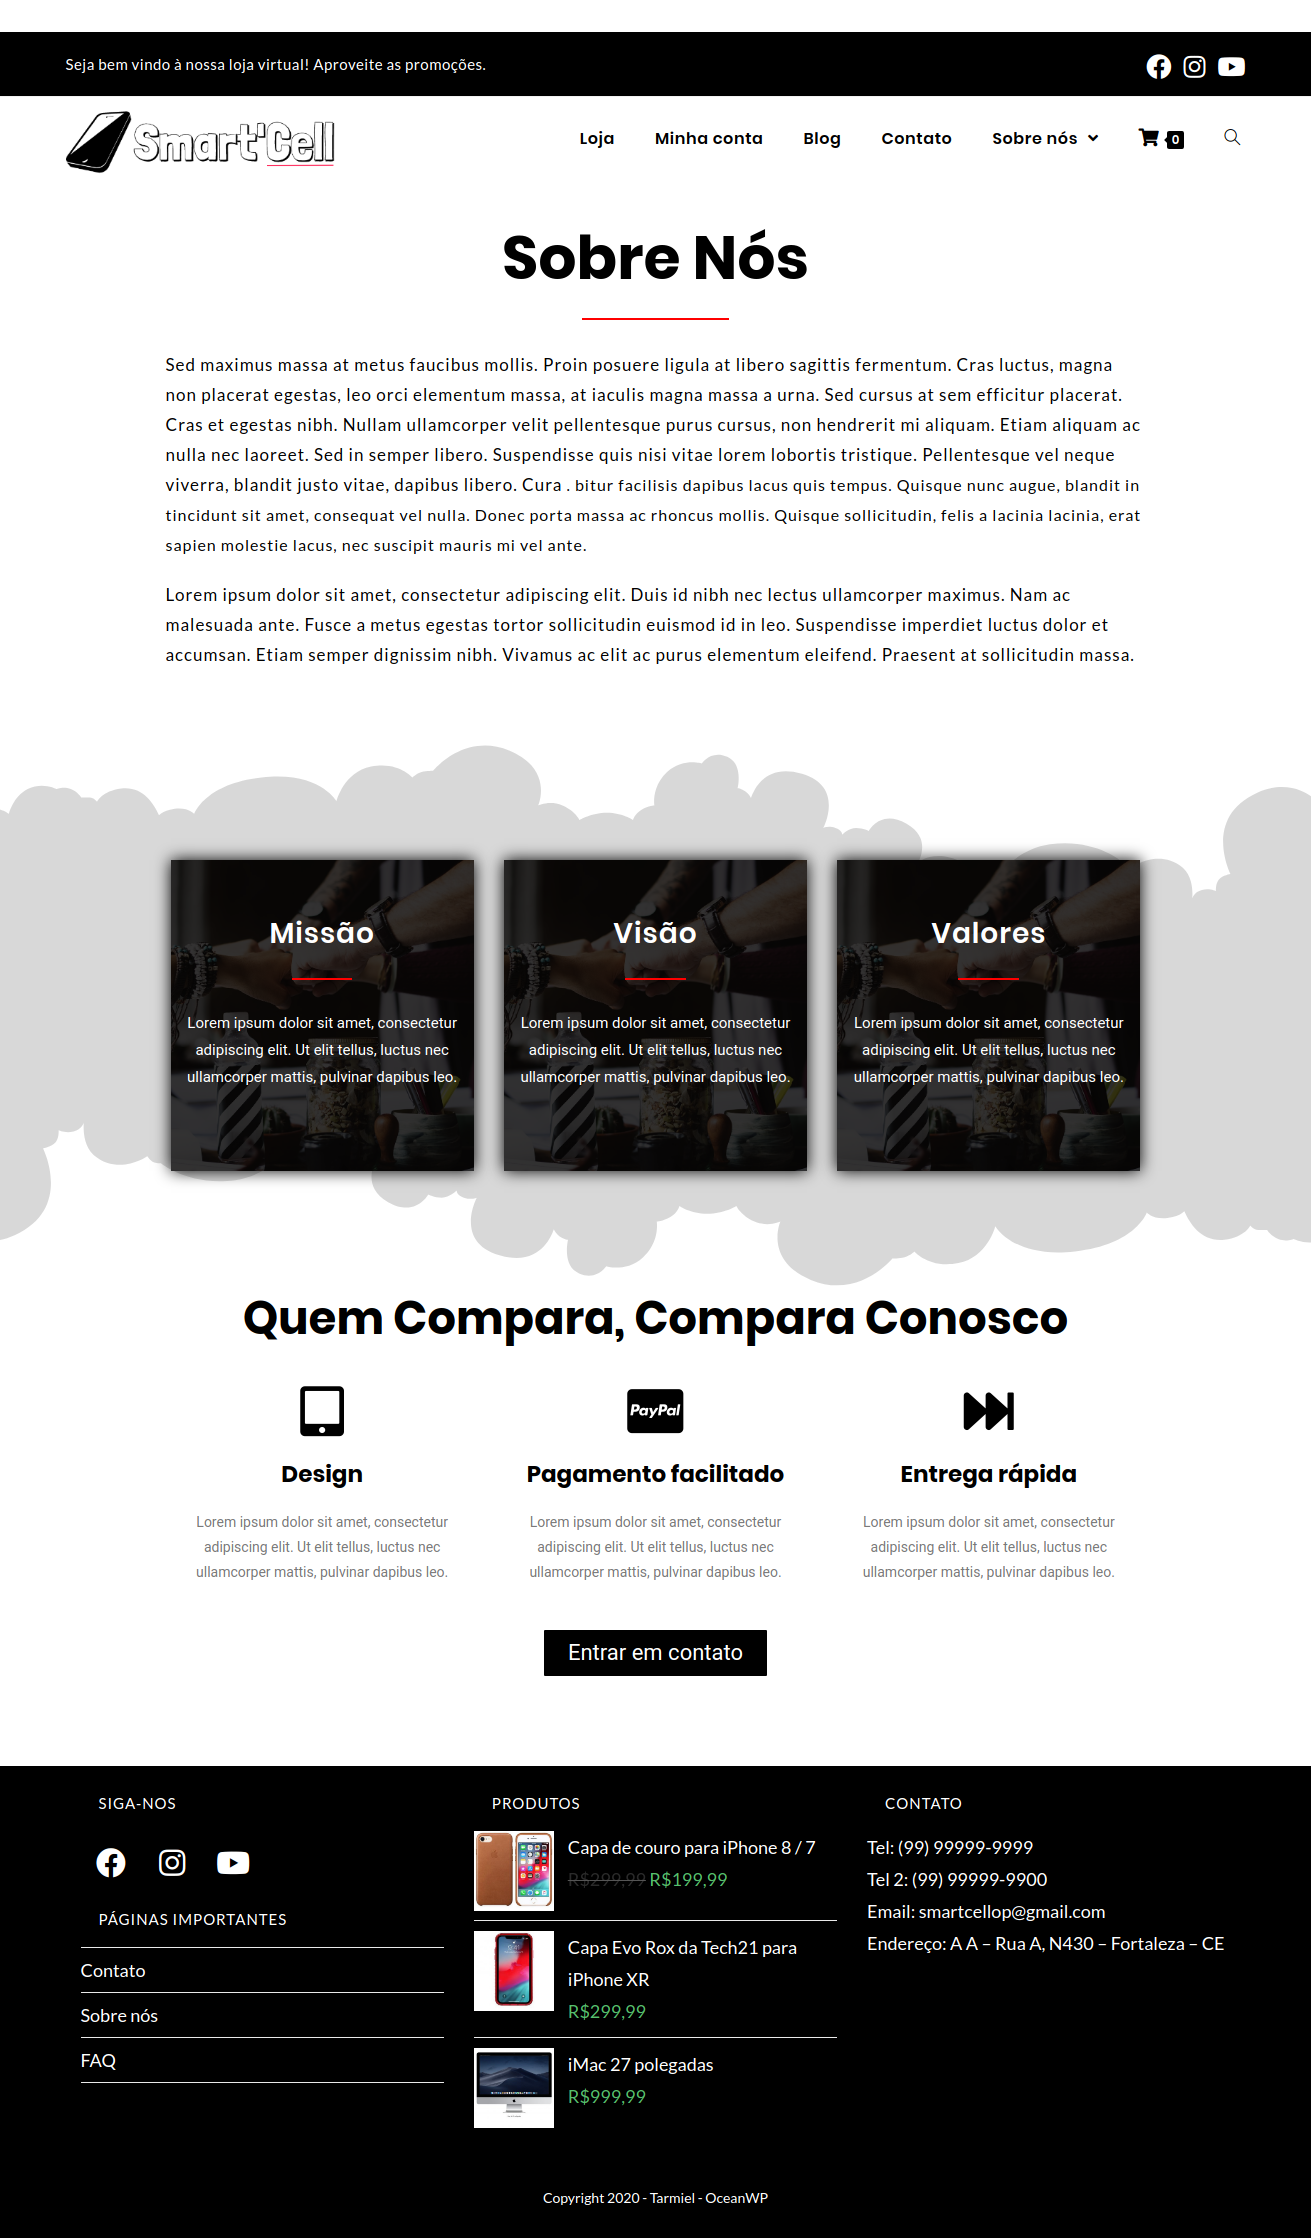 Seja bem vindo à nossa loja virtual! Aproveite as promoções.
Smart'Cell
Loja
Minha conta
Blog
Contato
Sobre nós
0
Sobre Nós
Sed maximus massa at metus faucibus mollis. Proin posuere ligula at libero sagittis fermentum. Cras luctus, magna
non placerat egestas, leo orci elementum massa, at iaculis magna massa a urna. Sed cursus at sem efficitur placerat.
Cras et egestas nibh. Nullam ullamcorper velit pellentesque purus cursus, non hendrerit mi aliquam. Etiam aliquam ac
nulla nec laoreet. Sed in semper libero. Suspendisse quis nisi vitae lorem lobortis tristique. Pellentesque vel neque
viverra, blandit justo vitae, dapibus libero. Cura . bitur facilisis dapibus lacus quis tempus. Quisque nunc augue, blandit in
tincidunt sit amet, consequat vel nulla. Donec porta massa ac rhoncus mollis. Quisque sollicitudin, felis a lacinia lacinia, erat
sapien molestie lacus, nec suscipit mauris mi vel ante.
Lorem ipsum dolor sit amet, consectetur adipiscing elit. Duis id nibh nec lectus ullamcorper maximus. Nam ac
malesuada ante. Fusce a metus egestas tortor sollicitudin euismod id in leo. Suspendisse imperdiet luctus dolor et
accumsan. Etiam semper dignissim nibh. Vivamus ac elit ac purus elementum eleifend. Praesent at sollicitudin massa.
Missão
Lorem ipsum dolor sit amet, consectetur
adipiscing elit. Ut elit tellus, luctus nec
ullamcorper mattis, pulvinar dapibus leo.
Visão
Lorem ipsum dolor sit amet, consectetur
adipiscing elit. Ut elit tellus, luctus nec
ullamcorper mattis, pulvinar dapibus leo.
Valores
Lorem ipsum dolor sit amet, consectetur
adipiscing elit. Ut elit tellus, luctus nec
ullamcorper mattis, pulvinar dapibus leo.
Quem Compara, Compara Conosco
Design
Lorem ipsum dolor sit amet, consectetur
adipiscing elit. Ut elit tellus, luctus nec
ullamcorper mattis, pulvinar dapibus leo.
PayPal
Pagamento facilitado
Lorem ipsum dolor sit amet, consectetur
adipiscing elit. Ut elit tellus, luctus nec
ullamcorper mattis, pulvinar dapibus leo.
Entrega rápida
Lorem ipsum dolor sit amet, consectetur
adipiscing elit. Ut elit tellus, luctus nec
ullamcorper mattis, pulvinar dapibus leo.
Entrar em contato
SIGA-NOS
PÁGINAS IMPORTANTES
Contato
Sobre nós
FAQ
PRODUTOS
Capa de couro para iPhone 8 / 7
R$299,99 R$199,99
Capa Evo Rox da Tech21 para
iPhone XR
R$299,99
iMac 27 polegadas
R$999,99
CONTATO
Tel: (99) 99999-9999
Tel 2: (99) 99999-9900
Email: smartcellop@gmail.com
Endereço: A A – Rua A, N430 – Fortaleza – CE
Copyright 2020 - Tarmiel - OceanWP